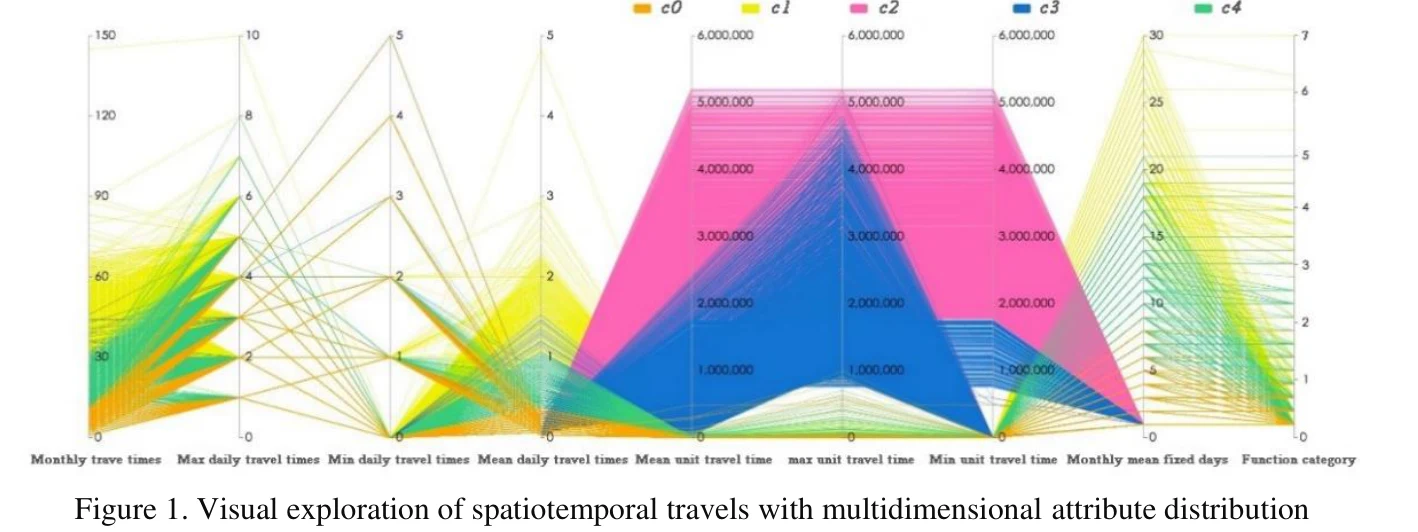 c0 c1 c2 c3 c4
150 10 5 5 6,000,000 6,000,000 6,000,000 30 7
6
5,000,000 5,000,000 5,000,000 25
120 8 4 4
5
4,000,000 4,000,000 4,000,000 20
90 6 3 3 4
3,000,000 3,000,000 3,000,000 15
3
60 4 2 2
2,000,000 2,000,000 2,000,000 10
2
1,000,000 1,000,000 1,000,000 5
30 2 1 1
1
0 0 0 0 0 0 0 0 0
Monthly trave times Max daily travel times Min daily travel times Mean daily travel times Mean unit travel time max unit travel time Min unit travel time Monthly mean fixed days Function category
Figure 1. Visual exploration of spatiotemporal travels with multidimensional attribute distribution